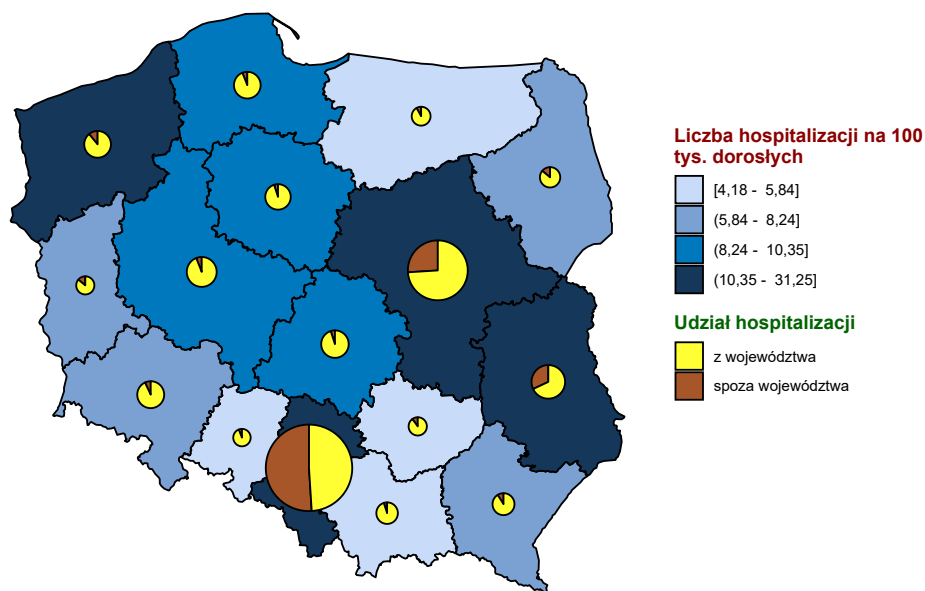 Liczba hospitalizacji na 100
tys. dorosłych
[4,18 - 5,84]
(5,84 - 8,24]
(8,24 - 10,35]
(10,35 - 31,25]
Udział hospitalizacji
z województwa
spoza województwa